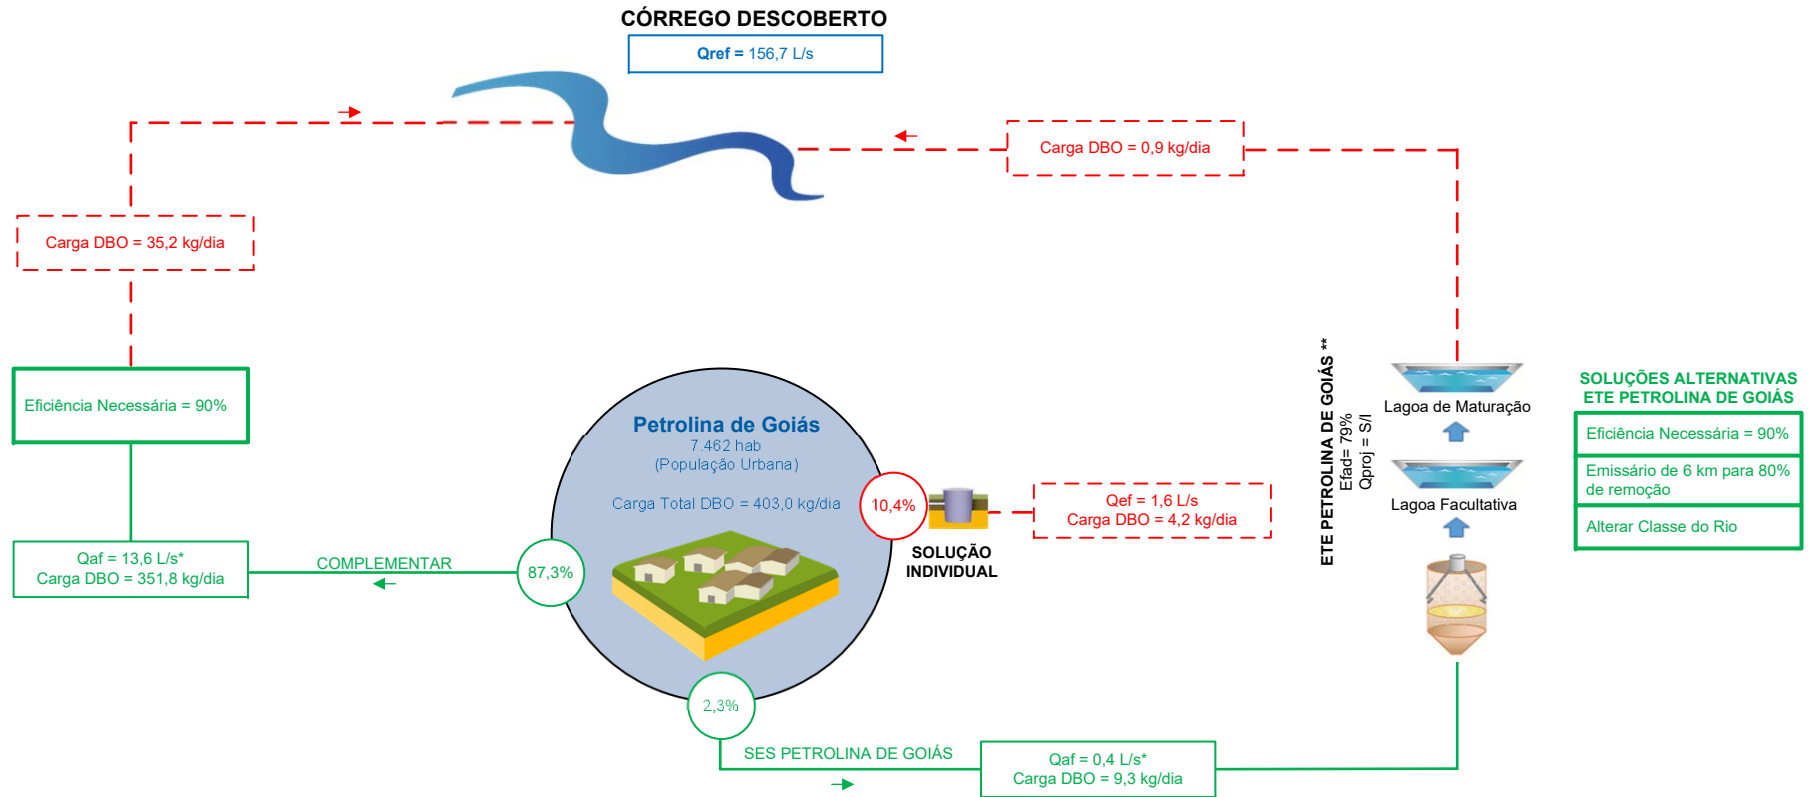 CÓRREGO DESCOBERTO
Qref = 156,7 L/s
Carga DBO = 0,9 kg/dia
Carga DBO = 35,2 kg/dia
Eficiência Necessária = 90%
Qaf = 13,6 L/s*
Carga DBO = 351,8 kg/dia
COMPLEMENTAR
87,3%
Petrolina de Goiás
7.462 hab
(População Urbana)
Carga Total DBO = 403,0 kg/dia
10,4%
SOLUÇÃO
INDIVIDUAL
Qef = 1,6 L/s
Carga DBO = 4,2 kg/dia
2,3%
SES PETROLINA DE GOIÁS
Qaf = 0,4 L/s*
Carga DBO = 9,3 kg/dia
ETE PETROLINA DE GOIÁS **
Efad= 79%
Qproj = S/I
Lagoa de Maturação
Lagoa Facultativa
SOLUÇÕES ALTERNATIVAS
ETE PETROLINA DE GOIÁS
Eficiência Necessária = 90%
Emissário de 6 km para 80%
de remoção
Alterar Classe do Rio